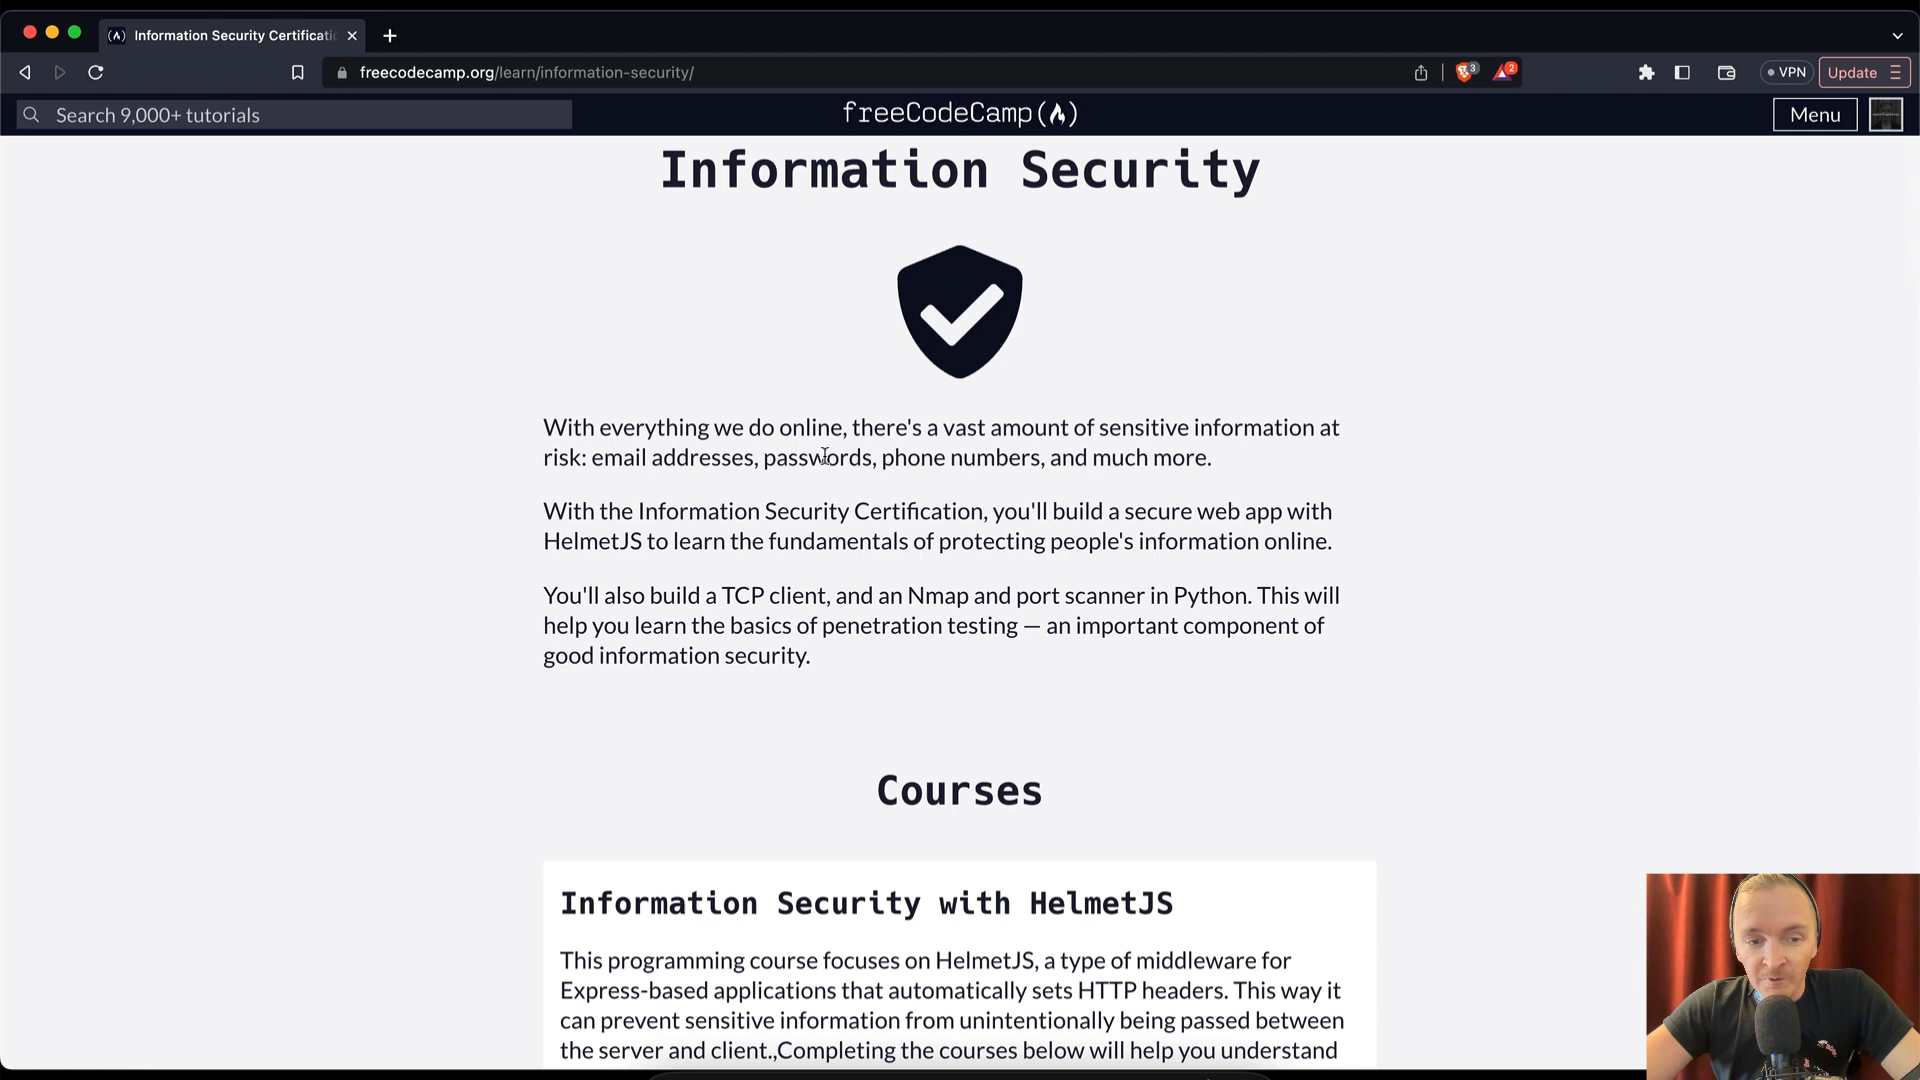 Information Security Certificati
freecodecamp.org/learn/information-security/
3
2
VPN
Update
Search 9,000+ tutorials
freeCodeCamp(🔥)
Menu
Information Security
With everything we do online, there's a vast amount of sensitive information at
risk: email addresses, passwords, phone numbers, and much more.
With the Information Security Certification, you'll build a secure web app with
HelmetJS to learn the fundamentals of protecting people's information online.
You'll also build a TCP client, and an Nmap and port scanner in Python. This will
help you learn the basics of penetration testing — an important component of
good information security.
Courses
Information Security with HelmetJS
This programming course focuses on HelmetJS, a type of middleware for
Express-based applications that automatically sets HTTP headers. This way it
can prevent sensitive information from unintentionally being passed between
the server and client.,Completing the courses below will help you understand